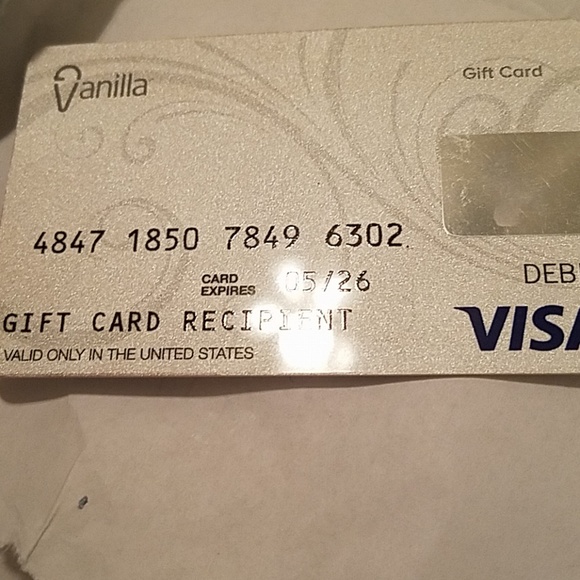 Vanilla
Gift Card
4847 1850 7849 6302
DEBI
CARD EXPIRES 05/26
GIFT CARD RECIPIENT
VISA
VALID ONLY IN THE UNITED STATES